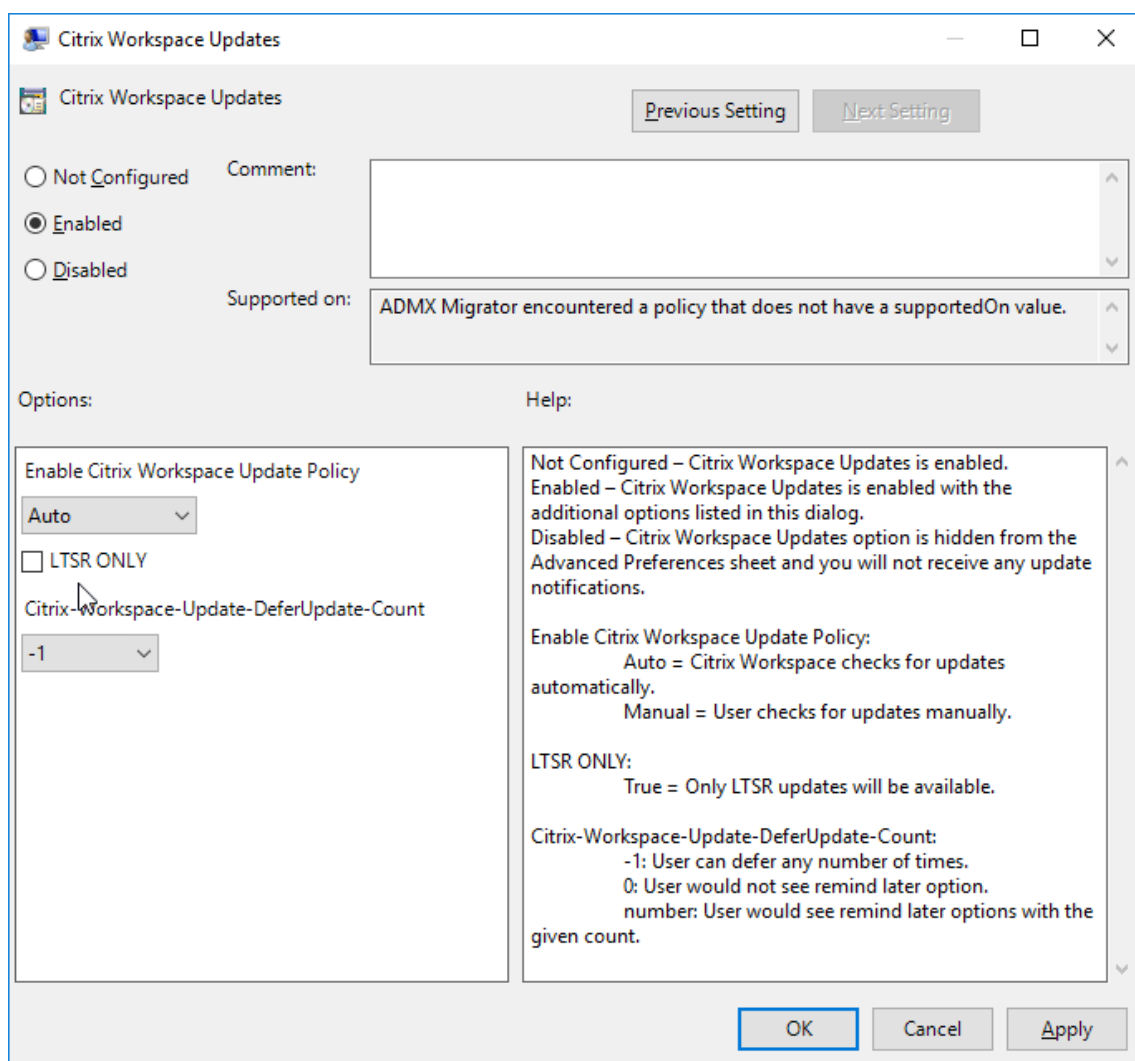 Citrix Workspace Updates
Citrix Workspace Updates
Previous Setting
Next Setting
Not Configured
Comment:
Enabled
Disabled
Supported on:
ADMX Migrator encountered a policy that does not have a supportedOn value.
Options:
Help:
Enable Citrix Workspace Update Policy
Auto
LTSR ONLY
Citrix-Workspace-Update-DeferUpdate-Count
-1
Not Configured – Citrix Workspace Updates is enabled.
Enabled – Citrix Workspace Updates is enabled with the
additional options listed in this dialog.
Disabled – Citrix Workspace Updates option is hidden from the
Advanced Preferences sheet and you will not receive any update
notifications.
Enable Citrix Workspace Update Policy:
Auto = Citrix Workspace checks for updates
automatically.
Manual = User checks for updates manually.
LTSR ONLY:
True = Only LTSR updates will be available.
Citrix-Workspace-Update-DeferUpdate-Count:
-1: User can defer any number of times.
0: User would not see remind later option.
number: User would see remind later options with the
given count.
OK
Cancel
Apply